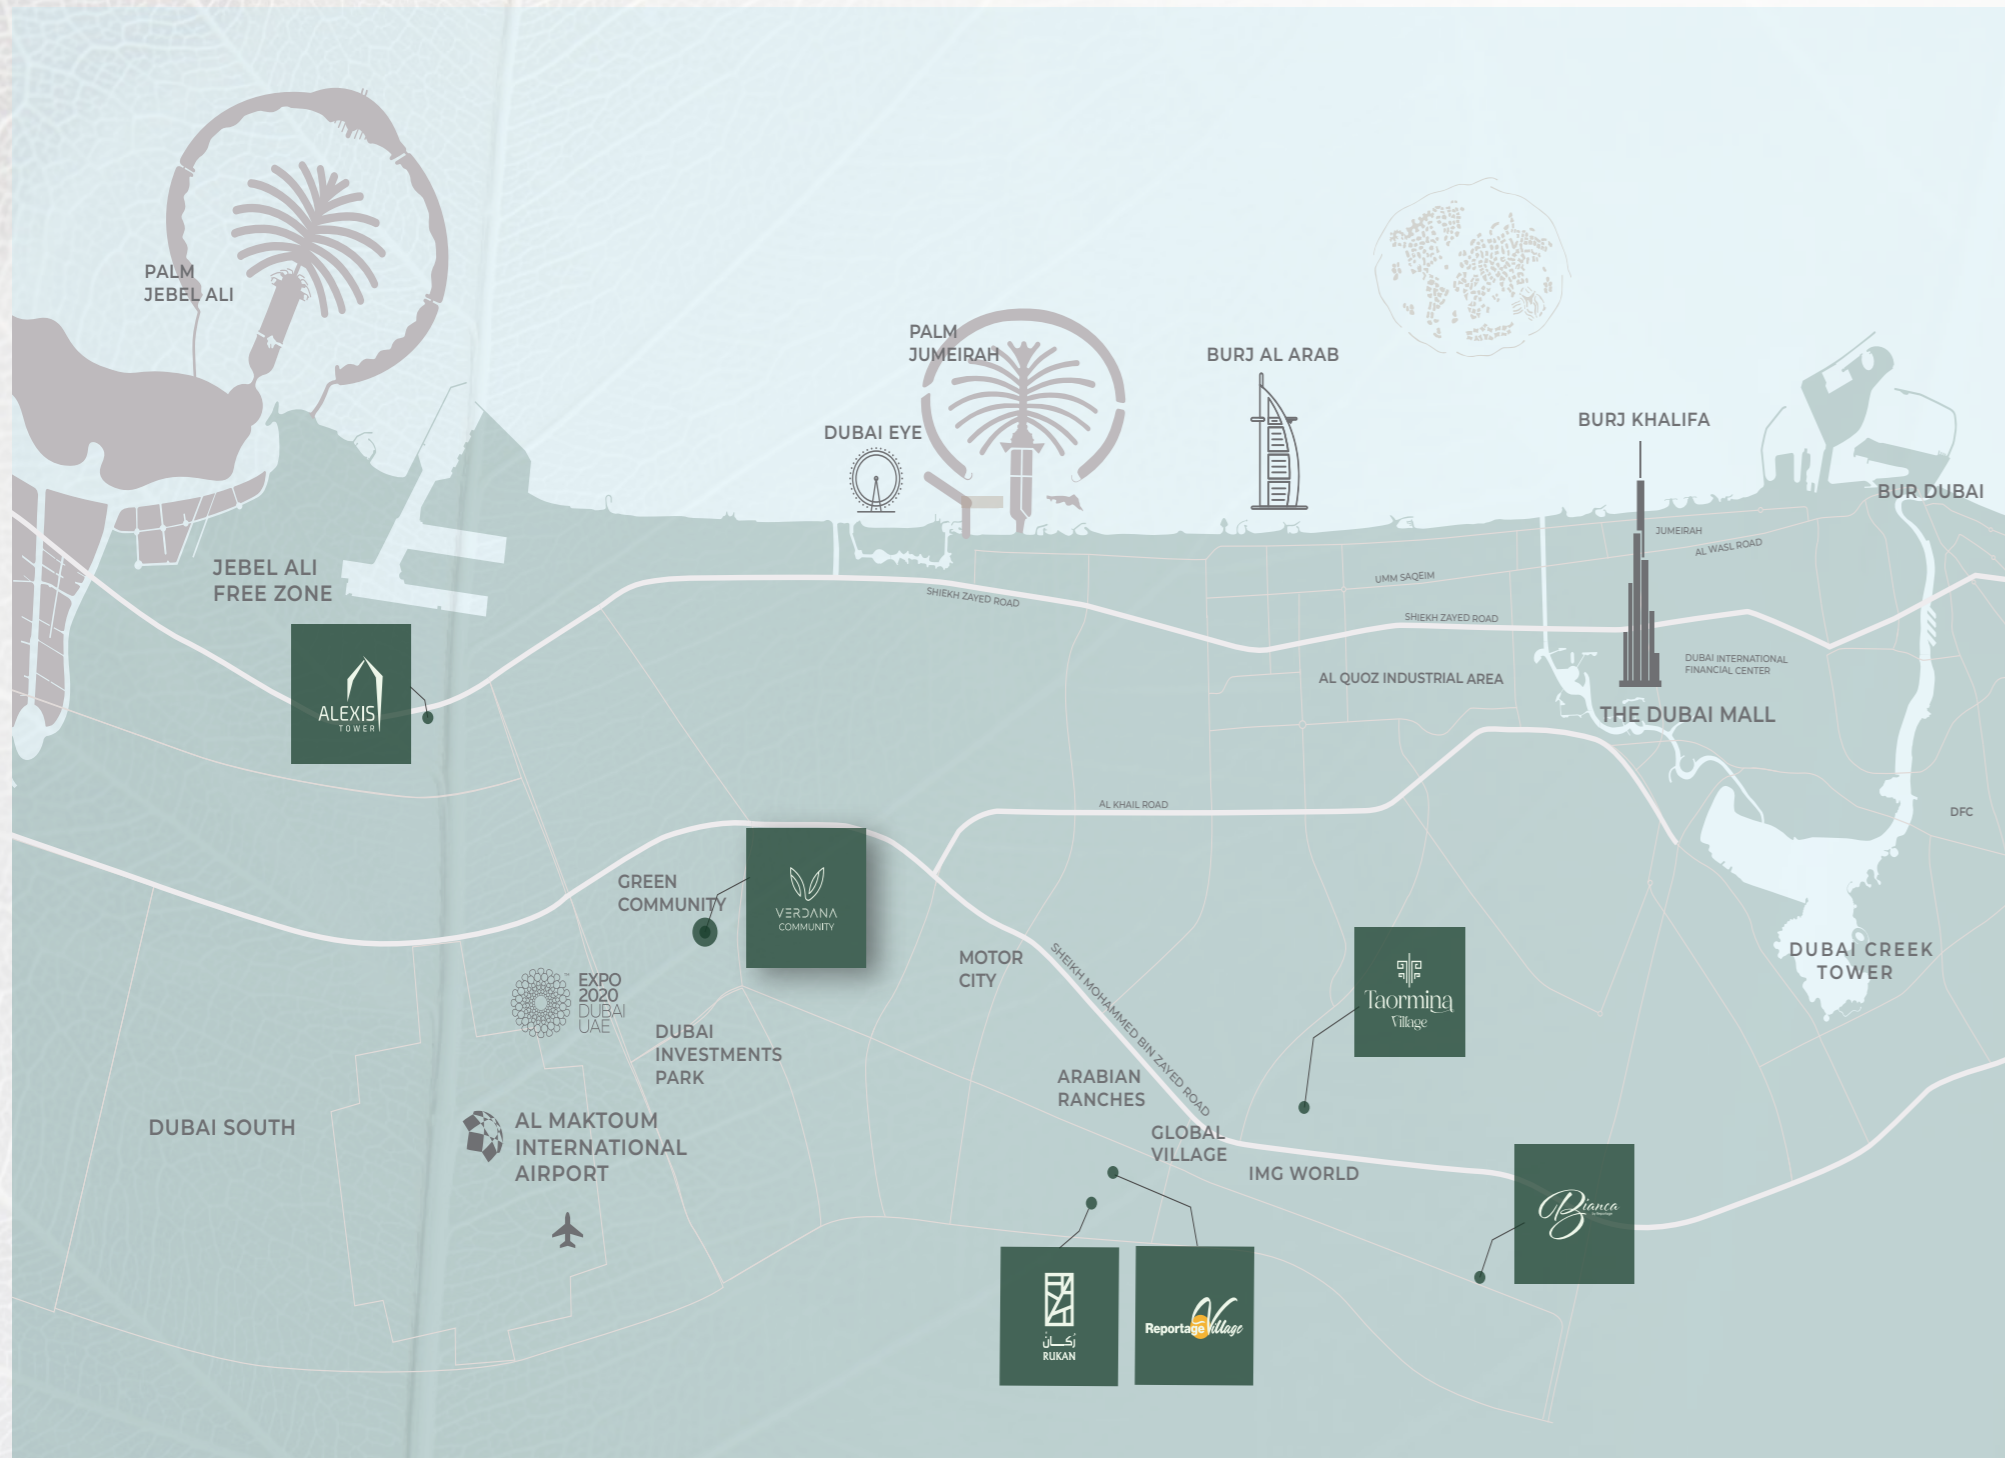 PALM
JEBEL ALI
PALM
JUMEIRAH
BURJ AL ARAB
DUBAI EYE
BURJ KHALIFA
BUR DUBAI
JUMEIRAH
AL WASL ROAD
UMM SAQEIM
JEBEL ALI
FREE ZONE
SHIEKH ZAYED ROAD
SHIEKH ZAYED ROAD
DUBAI INTERNATIONAL
FINANCIAL CENTER
AL QUOZ INDUSTRIAL AREA
THE DUBAI MALL
ALEXIS
TOWER
AL KHAIL ROAD
DFC
GREEN
COMMUNITY
VERDANA
COMMUNITY
MOTOR
CITY
SHEIKH MOHAMMED BIN ZAYED ROAD
DUBAI CREEK
TOWER
Taormina
Village
EXPO
2020
DUBAI
UAE
™
DUBAI
INVESTMENTS
PARK
ARABIAN
RANCHES
DUBAI SOUTH
AL MAKTOUM
INTERNATIONAL
AIRPORT
GLOBAL
VILLAGE
IMG WORLD
Bianca
by Reportage
رُكــانْ
RUKAN
Reportage Village